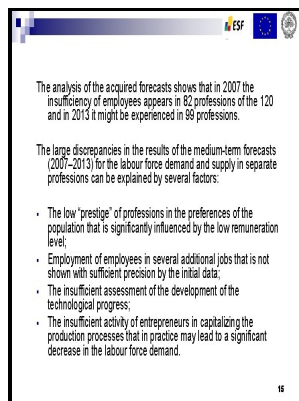 ESF
The analysis of the acquired forecasts shows that in 2007 the
insufficiency of employees appears in 82 professions of the 120
and in 2013 it might be experienced in 99 professions.
The large discrepancies in the results of the medium-term forecasts
(2007–2013) for the labour force demand and supply in separate
professions can be explained by several factors:
▪ The low “prestige” of professions in the preferences of the
population that is significantly influenced by the low remuneration
level;
▪ Employment of employees in several additional jobs that is not
shown with sufficient precision by the initial data;
▪ The insufficient assessment of the development of the
technological progress;
▪ The insufficient activity of entrepreneurs in capitalizing the
production processes that in practice may lead to a significant
decrease in the labour force demand.
15